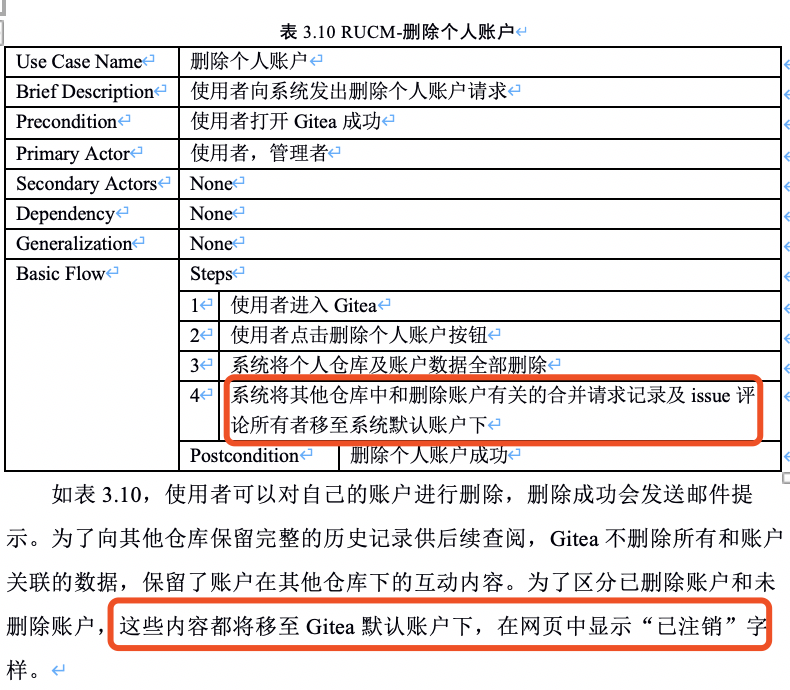 表 3.10 RUCM-删除个人账户
Use Case Name 删除个人账户
Brief Description 使用者向系统发出删除个人账户请求
Precondition 使用者打开 Gitea 成功
Primary Actor 使用者，管理者
Secondary Actors None
Dependency None
Generalization None
Basic Flow Steps
1 使用者进入 Gitea
2 使用者点击删除个人账户按钮
3 系统将个人仓库及账户数据全部删除
4 系统将其他仓库中和删除账户有关的合并请求记录及 issue 评
论所有者移至系统默认账户下
Postcondition 删除个人账户成功
如表 3.10，使用者可以对自己的账户进行删除，删除成功会发送邮件提
示。为了向其他仓库保留完整的历史记录供后续查阅，Gitea 不删除所有和账户
关联的数据，保留了账户在其他仓库下的互动内容。为了区分已删除账户和未
删除账户，这些内容都将移至 Gitea 默认账户下，在网页中显示“已注销”字
样。